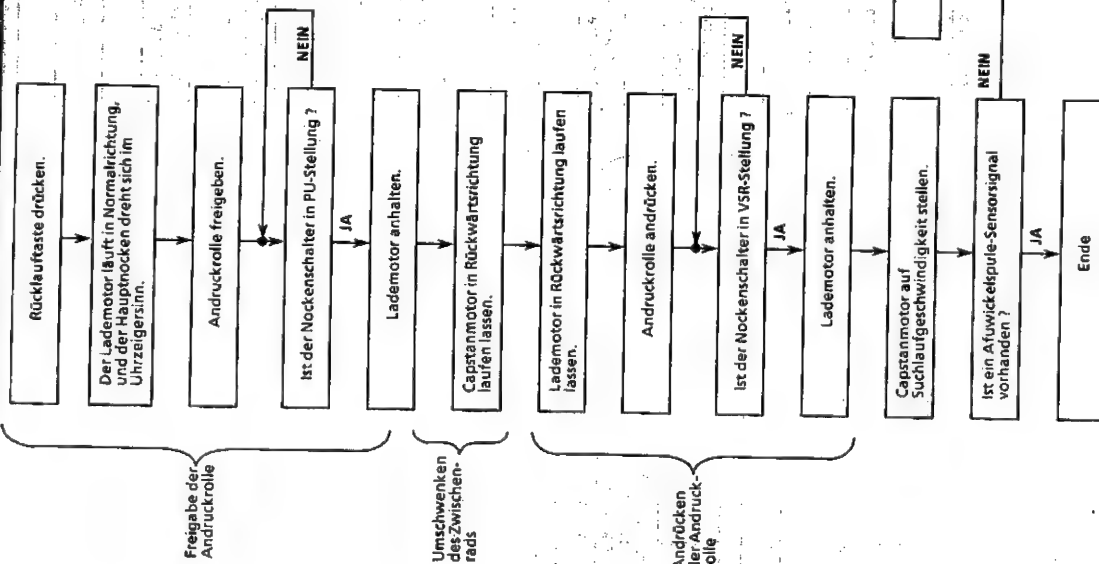 Rücklauftaste drücken.
Der Lademotor läuft in Normalrichtung,
und der Hauptnocken dreht sich im
Uhrzeigersinn.
Freigabe der
Andruckrolle
Andruckrolle freigeben.
NEIN
Ist der Nockenschalter in PU-Stellung ?
JA
Lademotor anhalten.
Umschwenken
des Zwischen-
rads
Capstanmotor in Rückwärtsrichtung
laufen lassen.
Lademotor in Rückwärtsrichtung laufen
lassen.
Andrücken
ler Andruck-
olle
Andruckrolle andrücken.
NEIN
Ist der Nockenschalter in VSR-Stellung ?
JA
Lademotor anhalten.
Capstanmotor auf
Suchlaufgeschwindigkeit stellen.
NEIN
Ist ein Afuwickelspule-Sensorsignal
vorhanden ?
JA
Ende